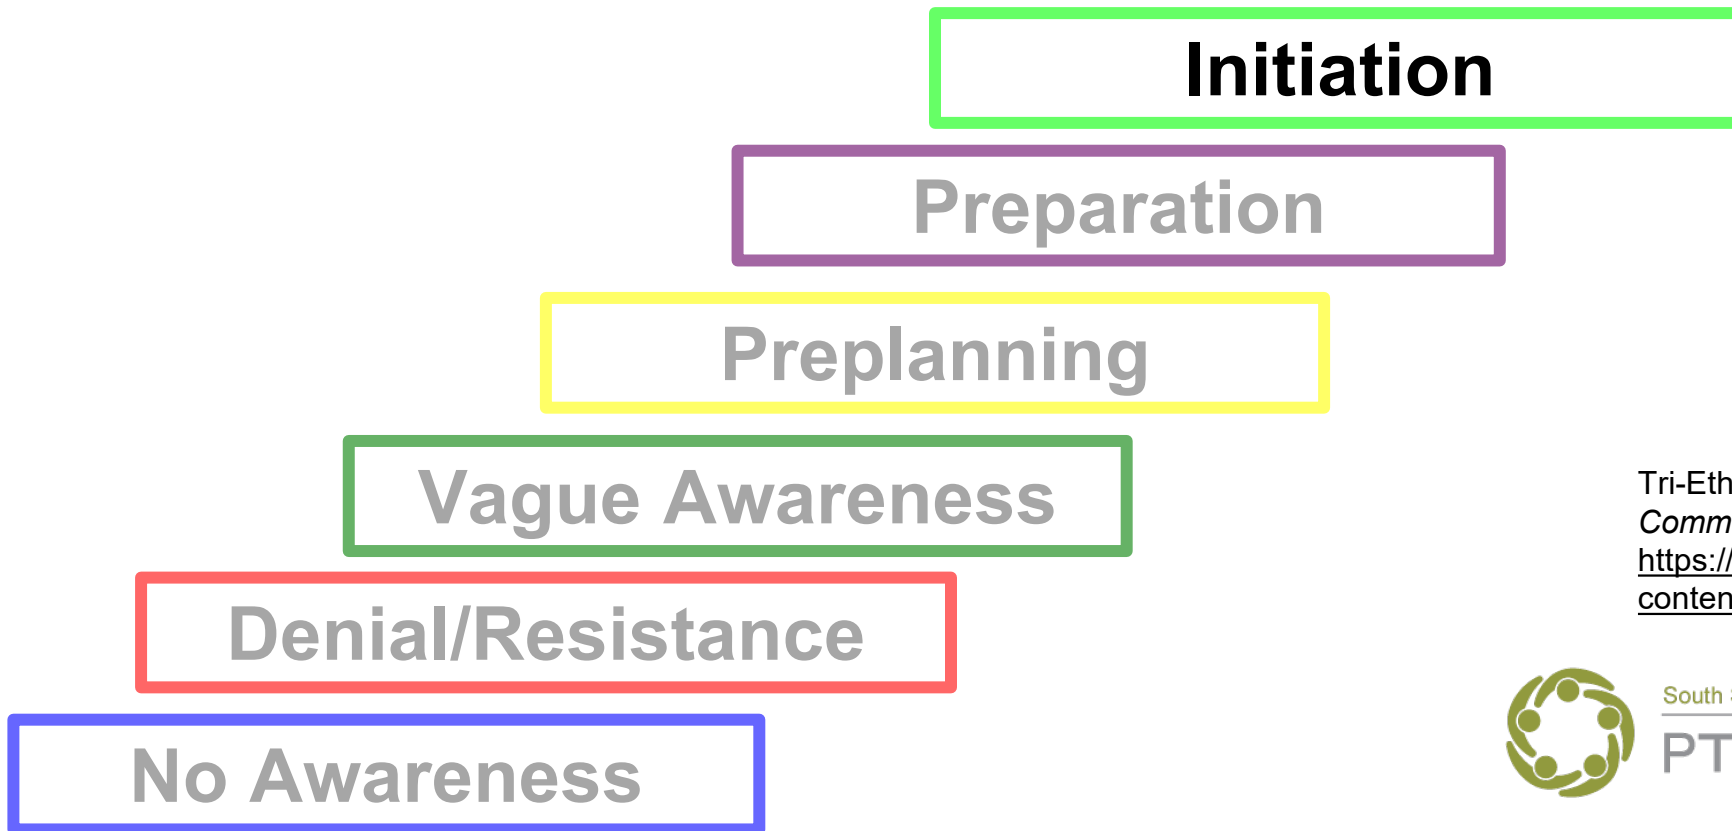 Initiation
Preparation
Preplanning
Vague Awareness
Tri-Eth
Comm
https://
conten
Denial/Resistance
South
PT
No Awareness